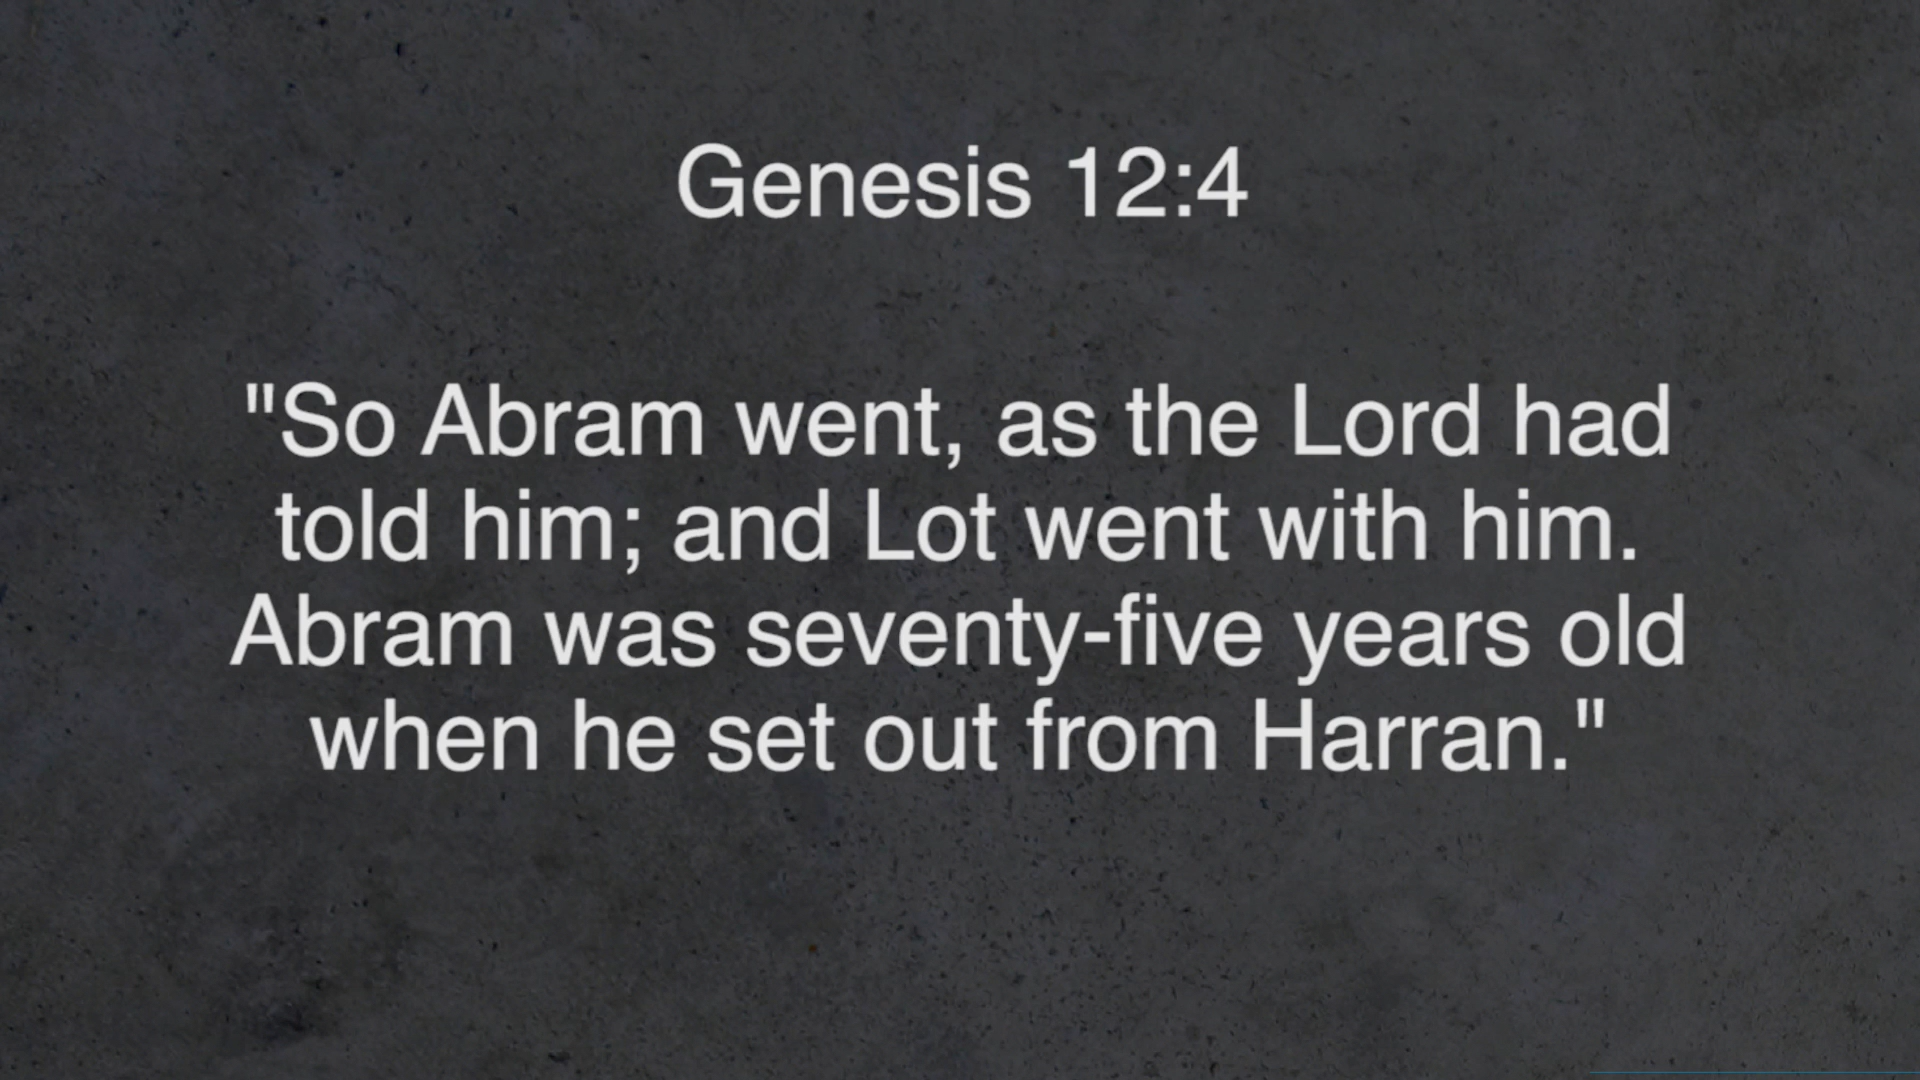 Genesis 12:4
"So Abram went, as the Lord had
told him; and Lot went with him.
Abram was seventy-five years old
when he set out from Harran."